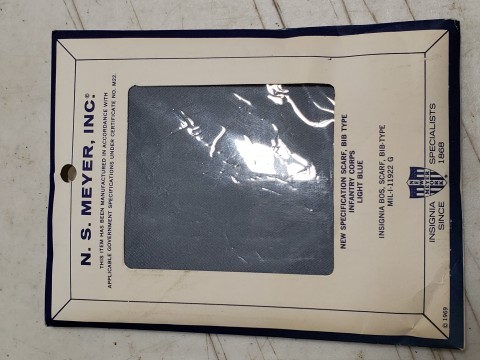 N. S. MEYER, INC.®
THIS ITEM HAS BEEN MANUFACTURED IN ACCORDANCE WITH
APPLICABLE GOVERNMENT SPECIFICATIONS UNDER CERTIFICATE NO. M22.
NEW SPECIFICATION SCARF, BIB TYPE
INFANTRY CORPS
LIGHT BLUE
INSIGNIA BOS, SCARF, BIB-TYPE
MIL-I-11922 G
INSIGNIA SPECIALISTS
SINCE 1868
© 1969